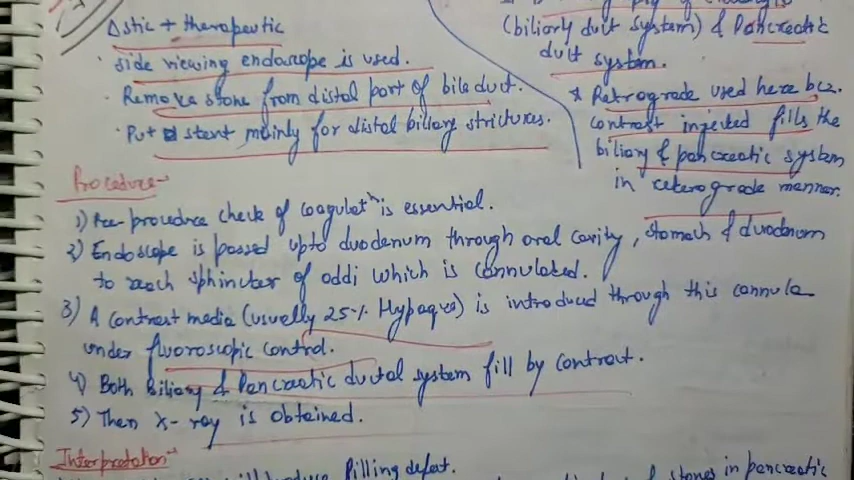 Δstic + therapeutic
· side viewing endoscope is used.
· Remove stone from distal part of bile duct.
· Put stent mainly for distal biliary strictures.
(biliary duct system) & Pancreatic
duct system.
* Retrograde used here bcz.
contrast injected fills the
biliary & pancreatic system
in reterograde manner.
Procedure-
1) Pre-procedure check of coagulatⁿ is essential.
2) Endoscope is passed upto duodenum through oral cavity, stomach & duodenum
to reach sphincter of oddi which is cannulated.
3) A contrast media (usually 25% Hypaque) is introduced through this cannula
under fluoroscopic control.
4) Both biliary & Pancreatic ductal system fill by contrast.
5) Then X-ray is obtained.
Interpretation-
filling defect.
stones in pancreatic